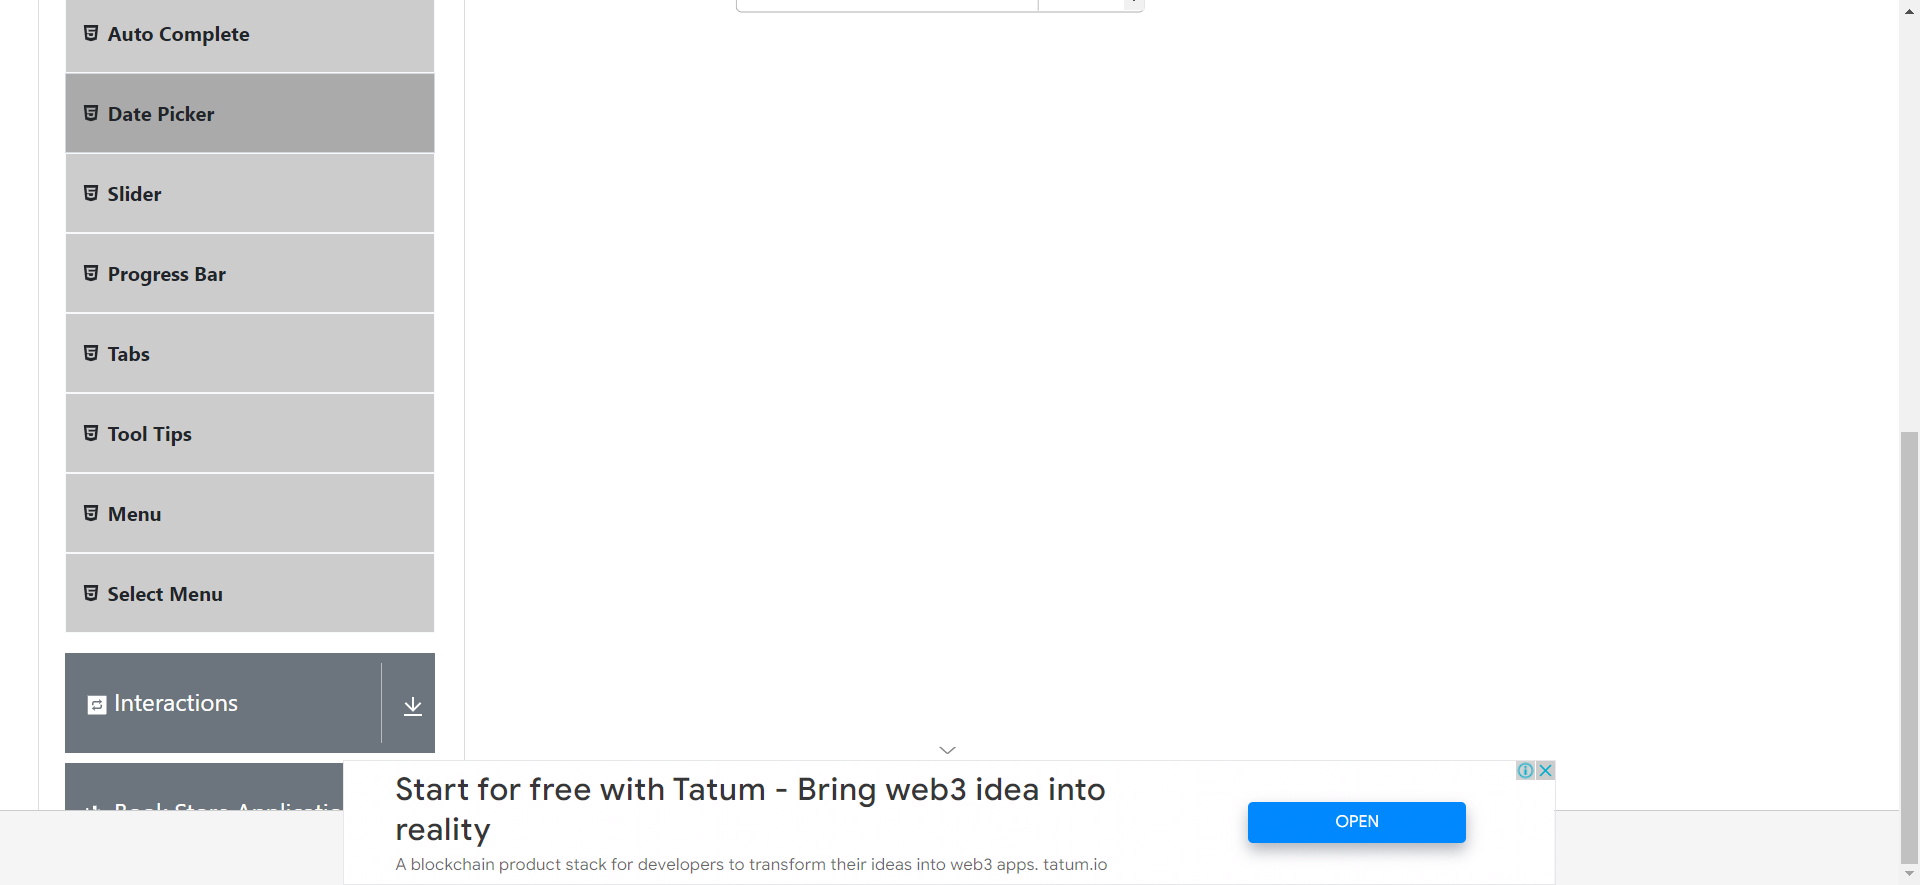 Auto Complete
Date Picker
Slider
Progress Bar
Tabs
Tool Tips
Menu
Select Menu
Interactions
Book Store
Start for free with Tatum - Bring web3 idea into
reality
A blockchain product stack for developers to transform their ideas into web3 apps. tatum.io
OPEN